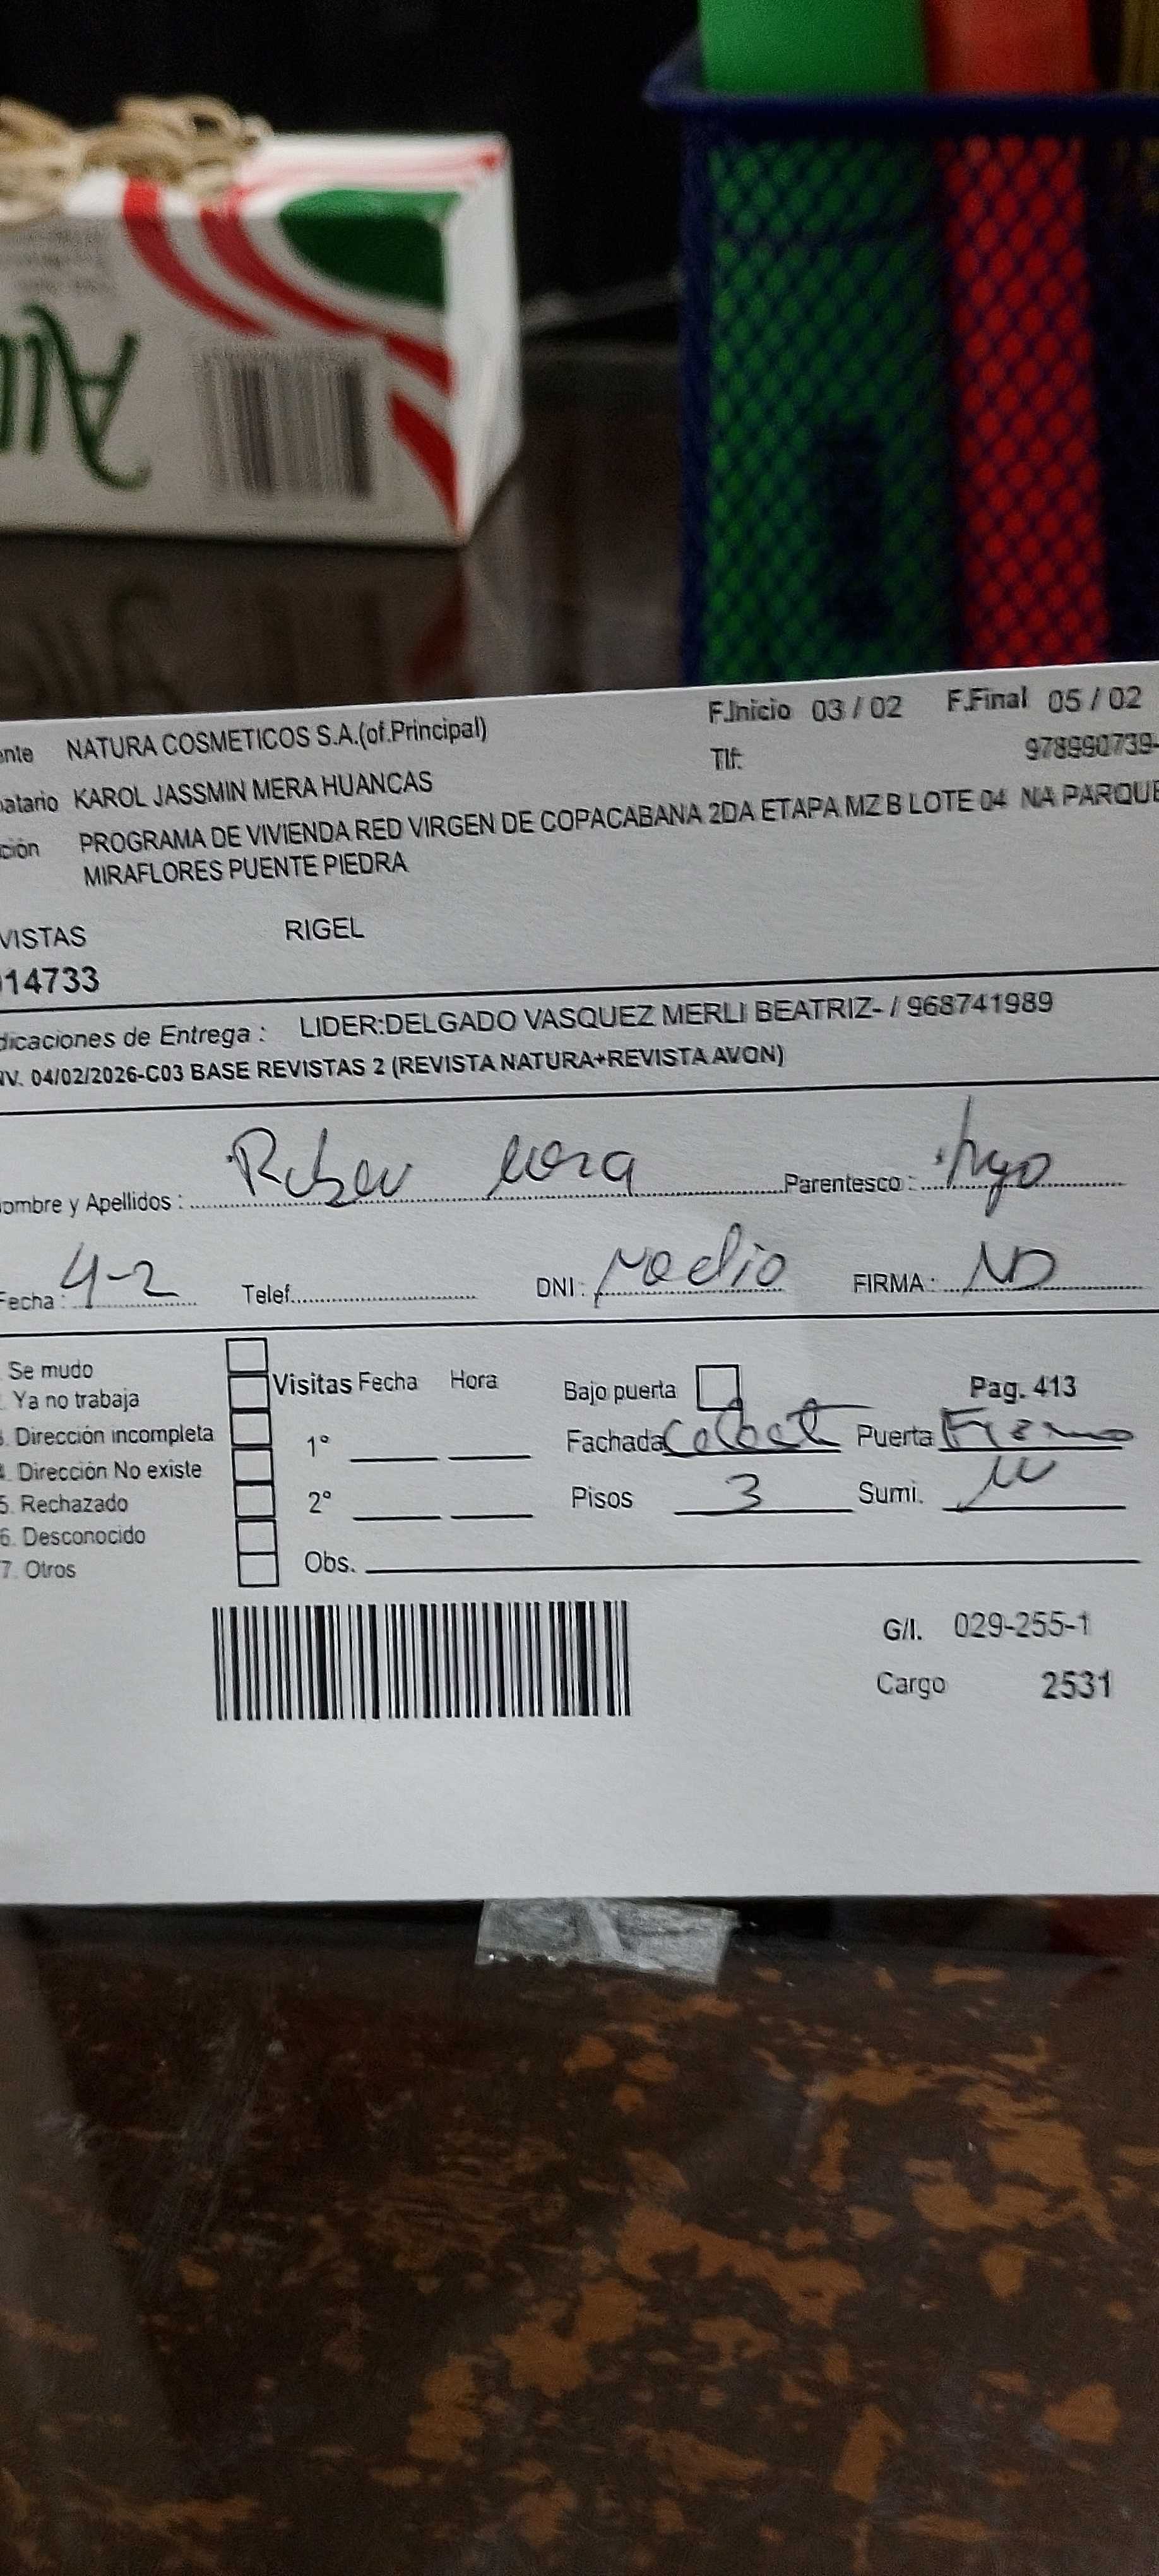 nte NATURA COSMETICOS S.A.(of.Principal) F.Inicio 03 / 02 F.Final 05 / 02
Tlf: 978990739-
atario KAROL JASSMIN MERA HUANCAS
ción PROGRAMA DE VIVIENDA RED VIRGEN DE COPACABANA 2DA ETAPA MZ B LOTE 04 NA PARQUE
MIRAFLORES PUENTE PIEDRA
VISTAS RIGEL
14733
dicaciones de Entrega : LIDER:DELGADO VASQUEZ MERLI BEATRIZ- / 968741989
NV. 04/02/2026-C03 BASE REVISTAS 2 (REVISTA NATURA+REVISTA AVON)
ombre y Apellidos : Parentesco :
Fecha : 4-2 Telef. DNI : FIRMA :
Se mudo
Ya no trabaja Visitas Fecha Hora Bajo puerta Pag. 413
. Dirección incompleta 1° Fachada Puerta
. Dirección No existe
5. Rechazado 2° Pisos 3 Sumi.
6. Desconocido
7. Otros Obs.
G/I. 029-255-1
Cargo 2531